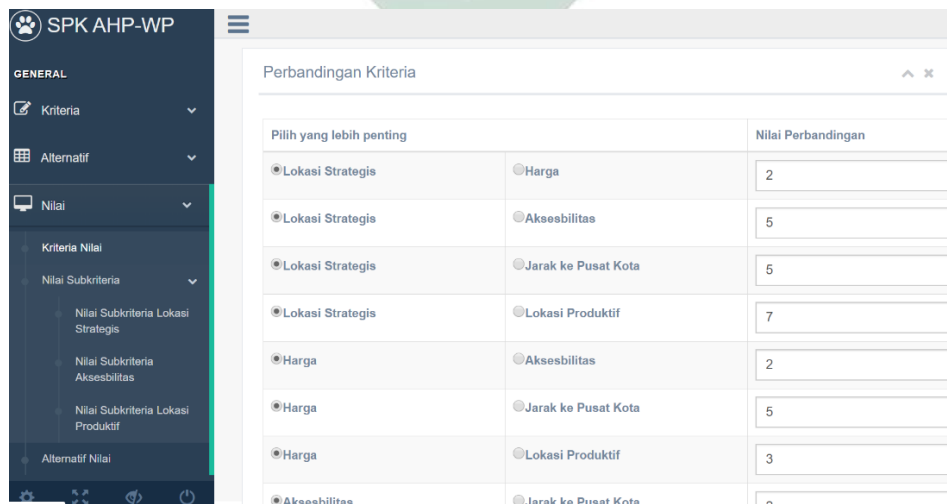 SPK AHP-WP
GENERAL
Kriteria
Alternatif
Nilai
Kriteria Nilai
Nilai Subkriteria
Nilai Subkriteria Lokasi
Strategis
Nilai Subkriteria
Aksesbilitas
Nilai Subkriteria Lokasi
Produktif
Alternatif Nilai
Perbandingan Kriteria
Pilih yang lebih penting Nilai Perbandingan
Lokasi Strategis Harga 2
Lokasi Strategis Aksesbilitas 5
Lokasi Strategis Jarak ke Pusat Kota 5
Lokasi Strategis Lokasi Produktif 7
Harga Aksesbilitas 2
Harga Jarak ke Pusat Kota 5
Harga Lokasi Produktif 3
Aksesbilitas Jarak ke Pusat Kota